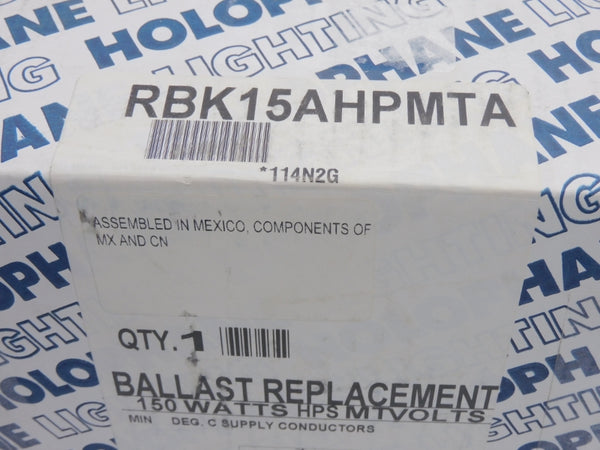 HOLOPHANE LIGHTING
RBK15AHPMTA
*114N2G
ASSEMBLED IN MEXICO, COMPONENTS OF
MX AND CN
QTY. 1
BALLAST REPLACEMENT
150 WATTS HPS MTVOLTS
MIN DEG. C SUPPLY CONDUCTORS